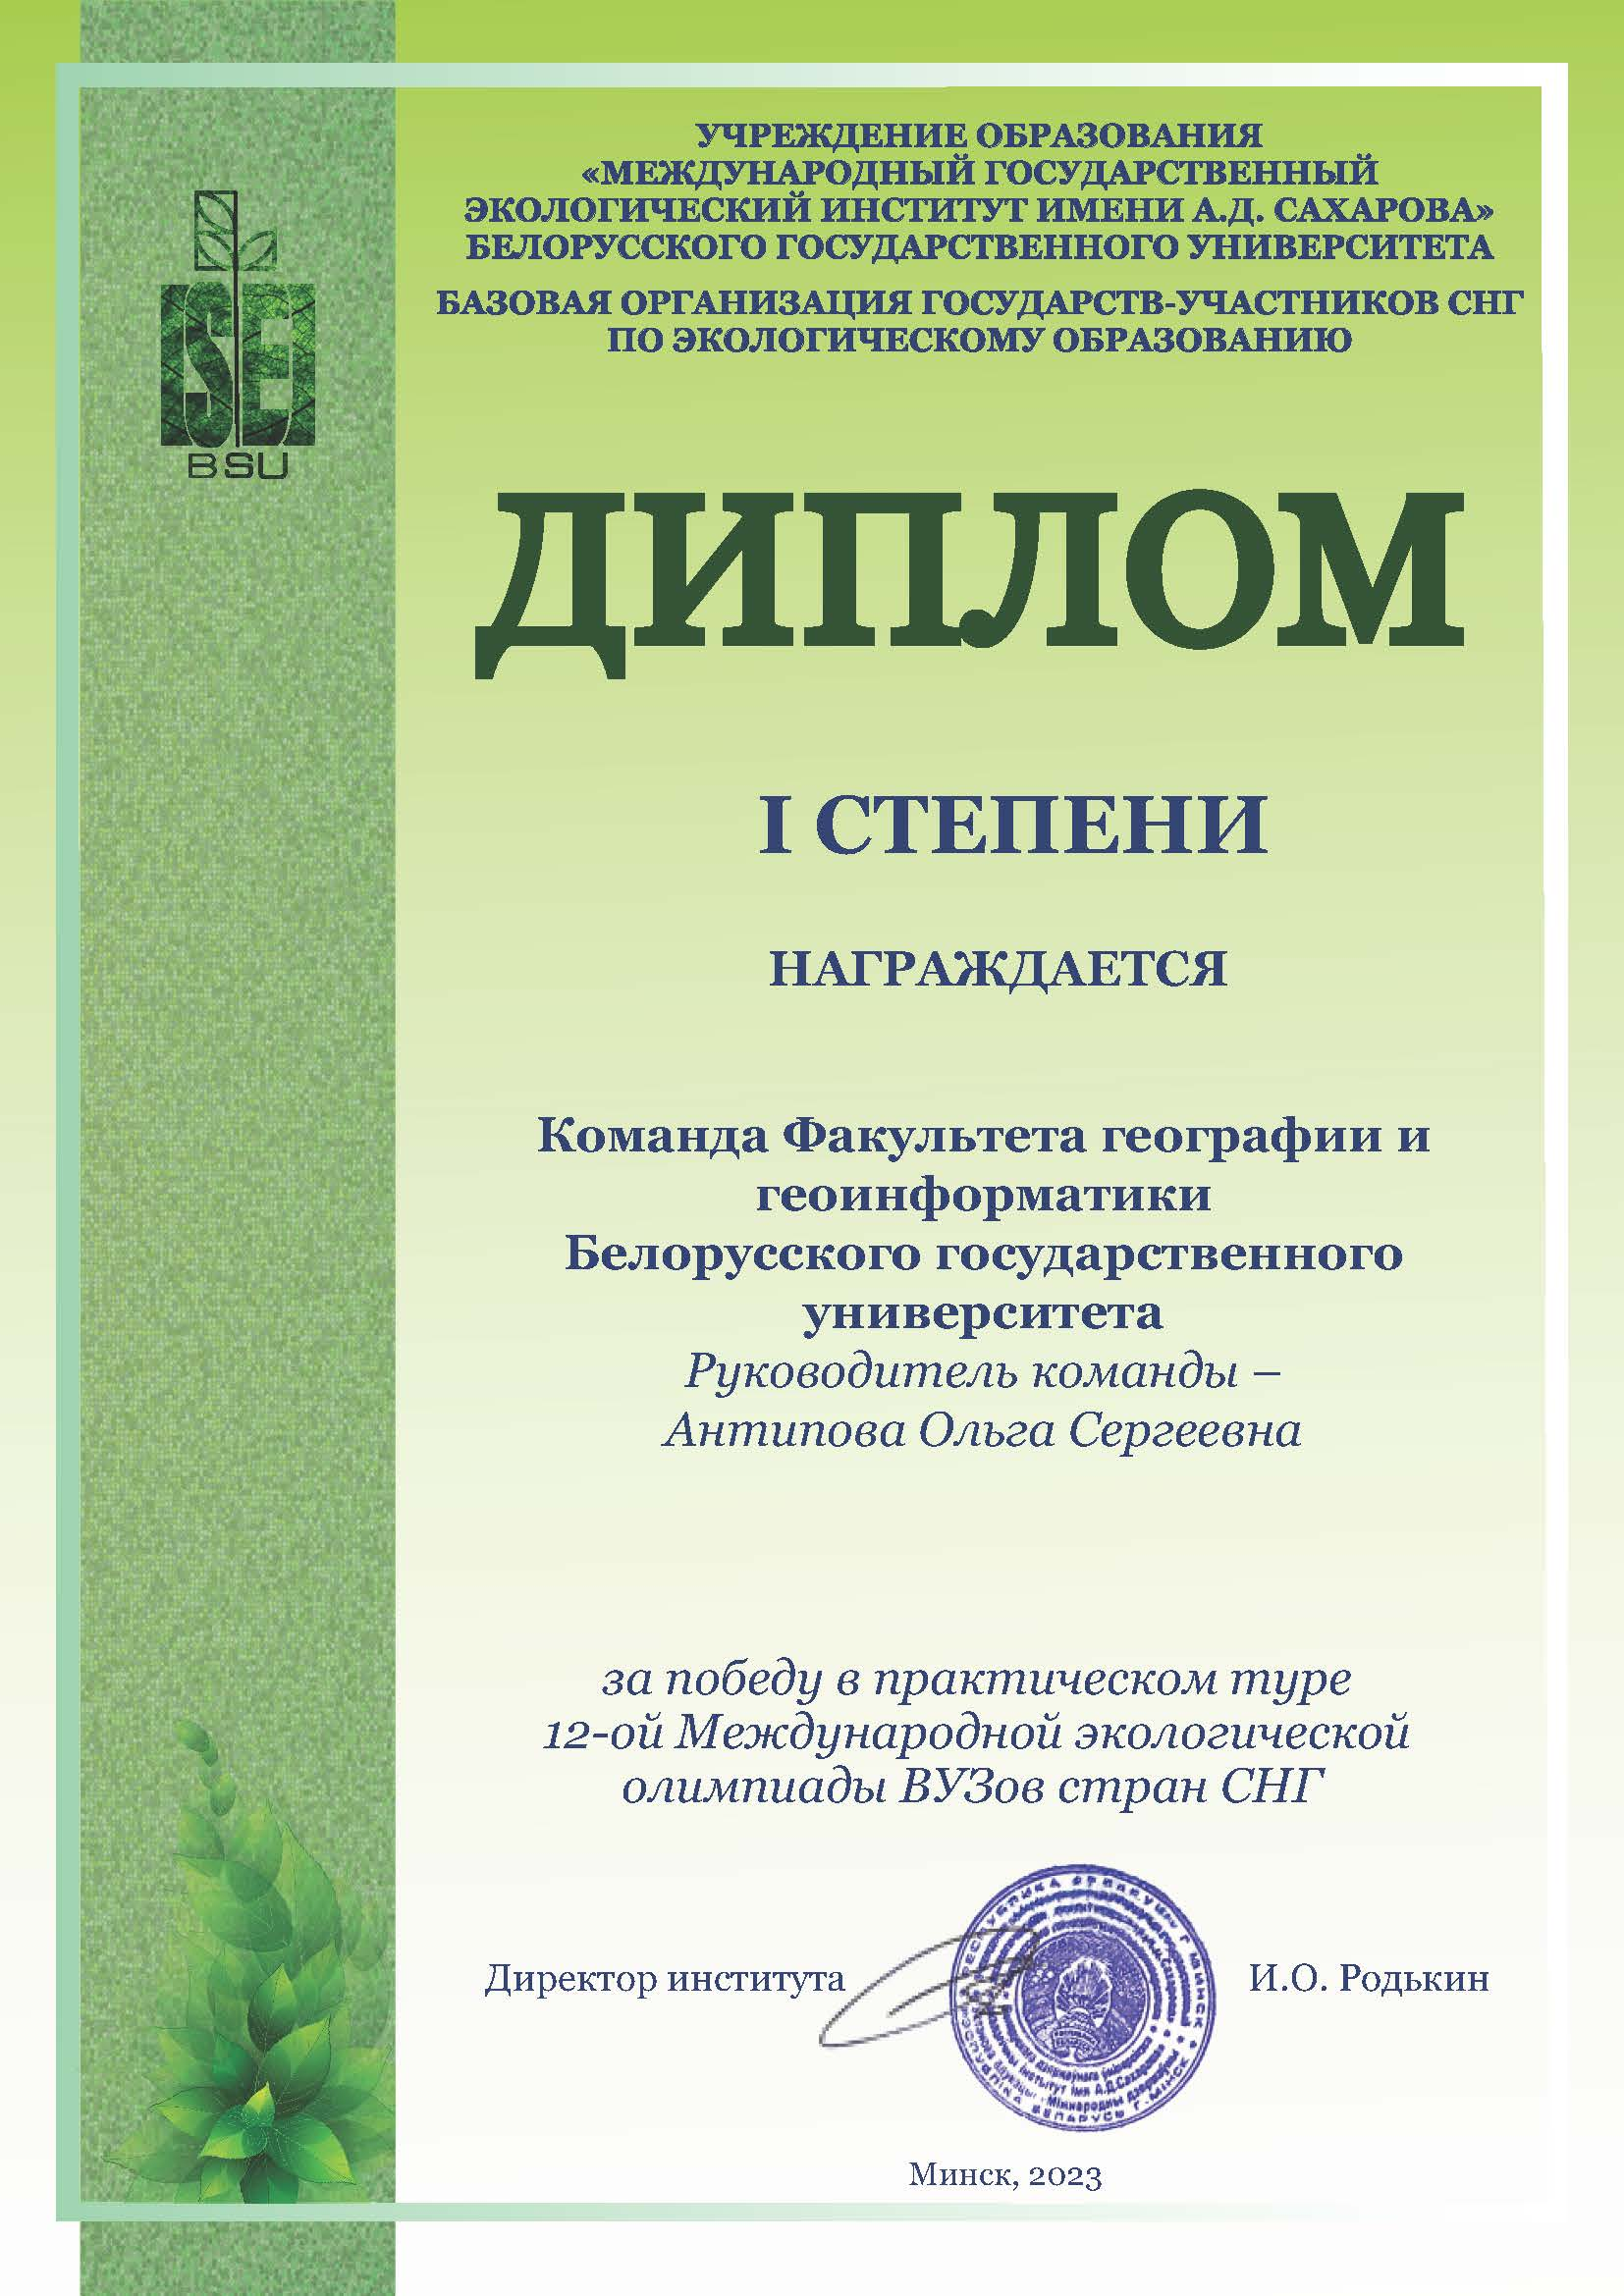 УЧРЕЖДЕНИЕ ОБРАЗОВАНИЯ
«МЕЖДУНАРОДНЫЙ ГОСУДАРСТВЕННЫЙ
ЭКОЛОГИЧЕСКИЙ ИНСТИТУТ ИМЕНИ А.Д. САХАРОВА»
БЕЛОРУССКОГО ГОСУДАРСТВЕННОГО УНИВЕРСИТЕТА
БАЗОВАЯ ОРГАНИЗАЦИЯ ГОСУДАРСТВ-УЧАСТНИКОВ СНГ
ПО ЭКОЛОГИЧЕСКОМУ ОБРАЗОВАНИЮ
ISEI
BSU
ДИПЛОМ
I СТЕПЕНИ
НАГРАЖДАЕТСЯ
Команда Факультета географии и
геоинформатики
Белорусского государственного
университета
Руководитель команды –
Антипова Ольга Сергеевна
за победу в практическом туре
12-ой Международной экологической
олимпиады ВУЗов стран СНГ
Директор института
И.О. Родькин
Минск, 2023